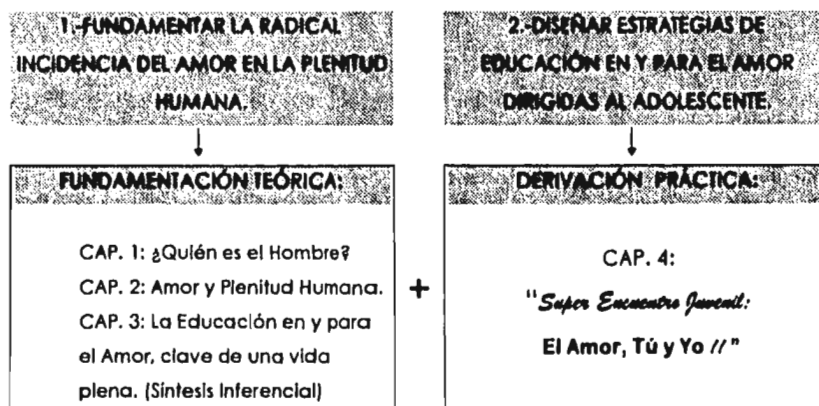 1.-FUNDAMENTAR LA RADICAL
INCIDENCIA DEL AMOR EN LA PLENITUD
HUMANA.
FUNDAMENTACIÓN TEÓRICA:
CAP. 1: ¿Quién es el Hombre?
CAP. 2: Amor y Plenitud Humana.
CAP. 3: La Educación en y para
el Amor, clave de una vida
plena. (Síntesis Inferencial)
+
2.-DISEÑAR ESTRATEGIAS DE
EDUCACIÓN EN Y PARA EL AMOR
DIRIGIDAS AL ADOLESCENTE.
DERIVACIÓN PRÁCTICA:
CAP. 4:
"Super Encuentro Juvenil:
El Amor, Tú y Yo //"